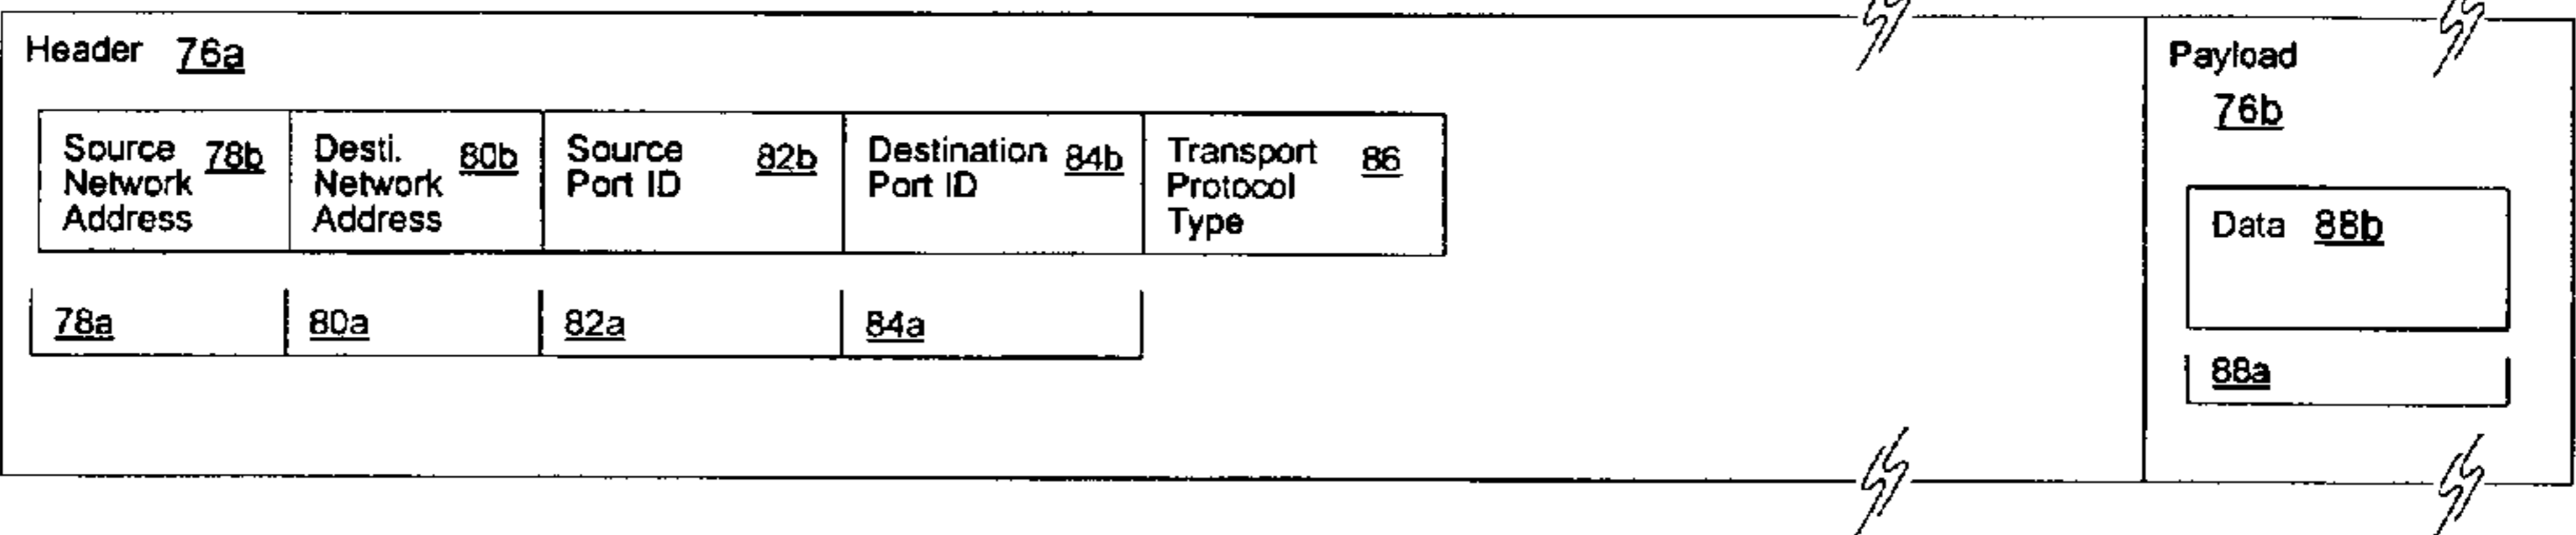 Header 76a
Payload
76b
Source 78b
Network
Address
Desti. 80b
Network
Address
Source 82b
Port ID
Destination 84b
Port ID
Transport 86
Protocol
Type
Data 88b
78a
80a
82a
84a
88a